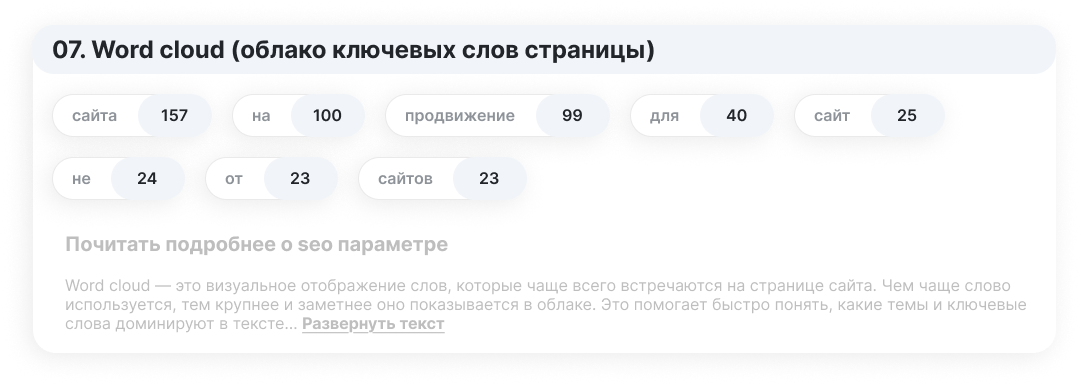 07. Word cloud (облако ключевых слов страницы)
сайта 157 на 100 продвижение 99 для 40 сайт 25
не 24 от 23 сайтов 23
Почитать подробнее о seo параметре
Word cloud — это визуальное отображение слов, которые чаще всего встречаются на странице сайта. Чем чаще слово
используется, тем крупнее и заметнее оно показывается в облаке. Это помогает быстро понять, какие темы и ключевые
слова доминируют в тексте... Развернуть текст